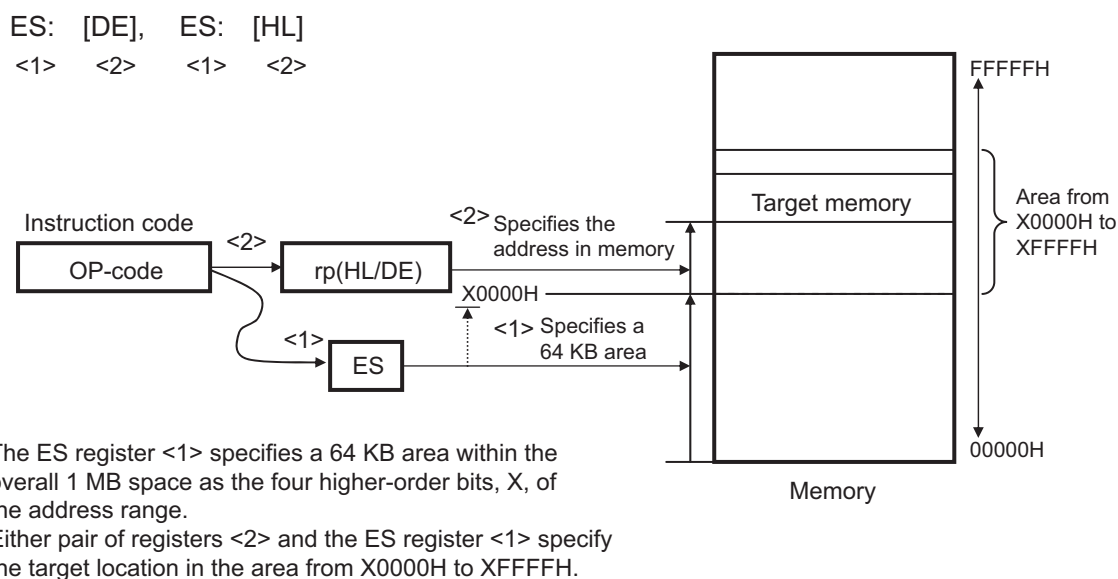 ES: [DE], ES: [HL]
<1> <2> <1> <2>
FFFFFH
Target memory
Area from
X0000H to
XFFFFH
Instruction code
OP-code
<2>
rp(HL/DE)
<2> Specifies the
address in memory
X0000H
<1>
ES
<1> Specifies a
64 KB area
00000H
Memory
The ES register <1> specifies a 64 KB area within the
overall 1 MB space as the four higher-order bits, X, of
the address range.
Either pair of registers <2> and the ES register <1> specify
the target location in the area from X0000H to XFFFFH.